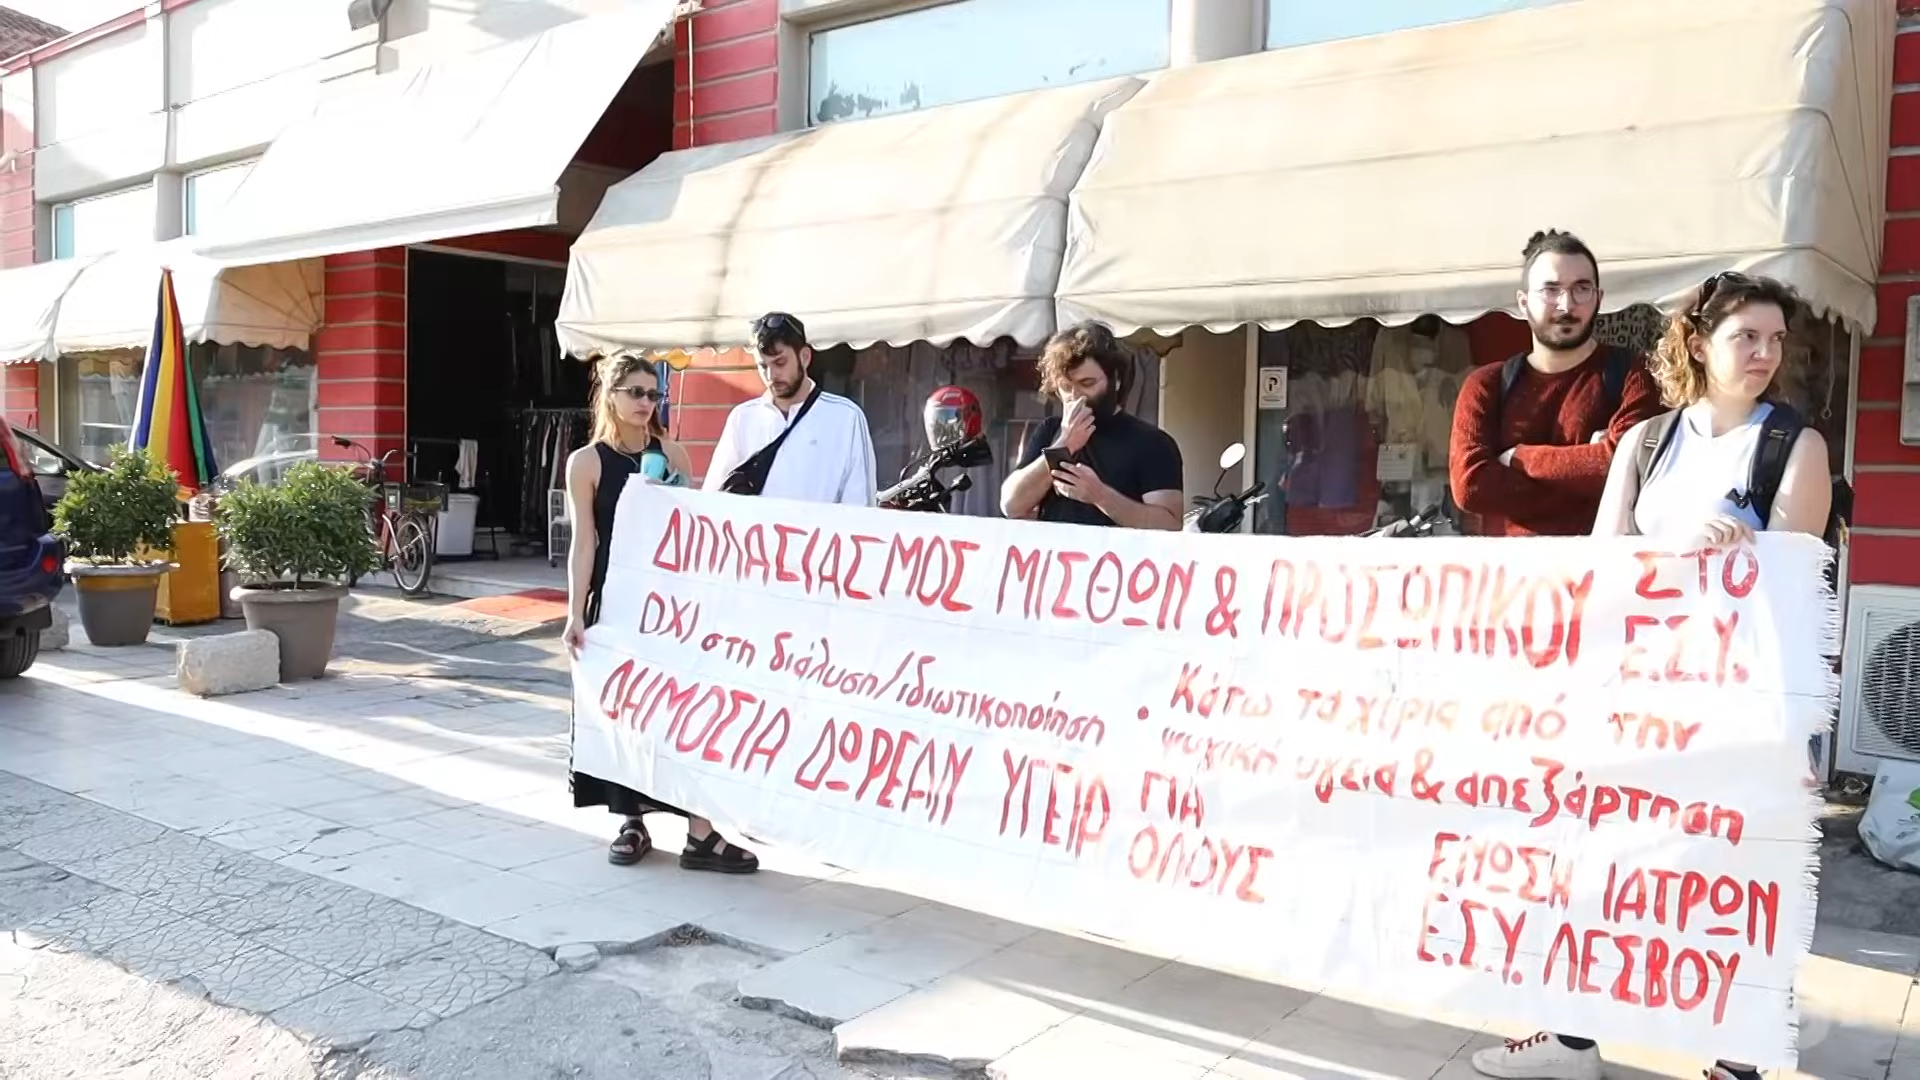 ΔΙΠΛΑΣΙΑΣΜΟΣ ΜΙΣΘΩΝ & ΠΡΟΣΩΠΙΚΟΥ ΣΤΟ Ε.Σ.Υ.
ΟΧΙ στη διάλυση/ιδιωτικοποίηση • Κάτω τα χέρια από την
ψυχική υγεια & απεξάρτηση
ΔΗΜΟΣΙΑ ΔΩΡΕΑΝ ΥΓΕΙΑ ΓΙΑ ΟΛΟΥΣ
ΕΝΩΣΗ ΙΑΤΡΩΝ
Ε.Σ.Υ. ΛΕΣΒΟΥ